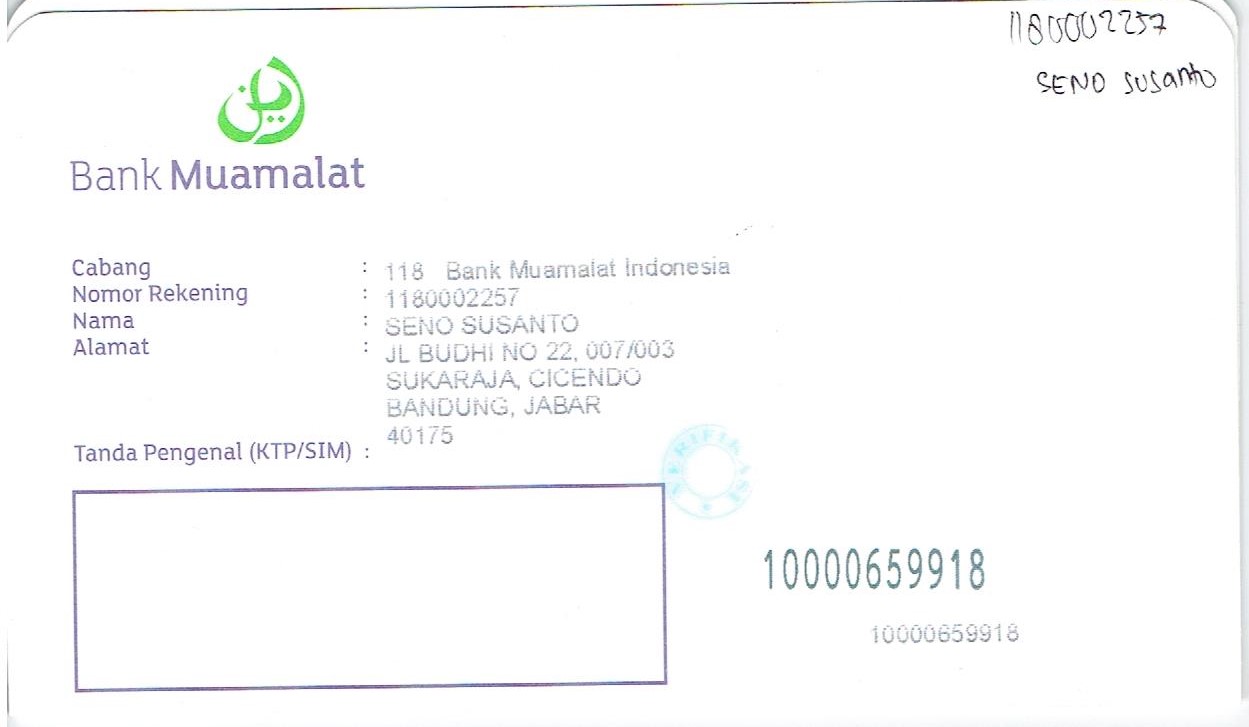 1180002257
SENO Susanto
Bank Muamalat
Cabang : 118 Bank Muamalat Indonesia
Nomor Rekening : 1180002257
Nama : SENO SUSANTO
Alamat : JL BUDHI NO 22, 007/003
SUKARAJA, CICENDO
BANDUNG, JABAR
40175
Tanda Pengenal (KTP/SIM) :
VERIFIKASI
10000659918
10000659918